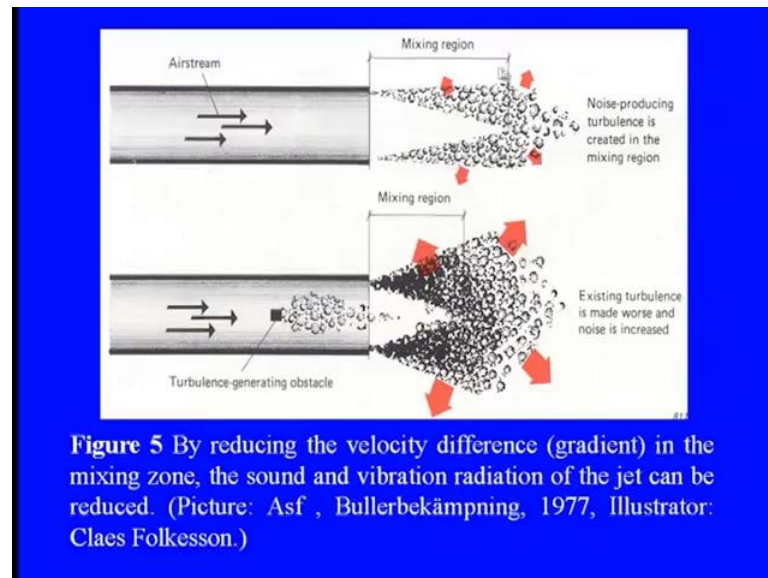 Mixing region
Airstream
Noise-producing
turbulence is
created in the
mixing region
Mixing region
Existing turbulence
is made worse and
noise is increased
Turbulence-generating obstacle
Figure 5 By reducing the velocity difference (gradient) in the
mixing zone, the sound and vibration radiation of the jet can be
reduced. (Picture: Asf , Bullerbekämpning, 1977, Illustrator:
Claes Folkesson.)